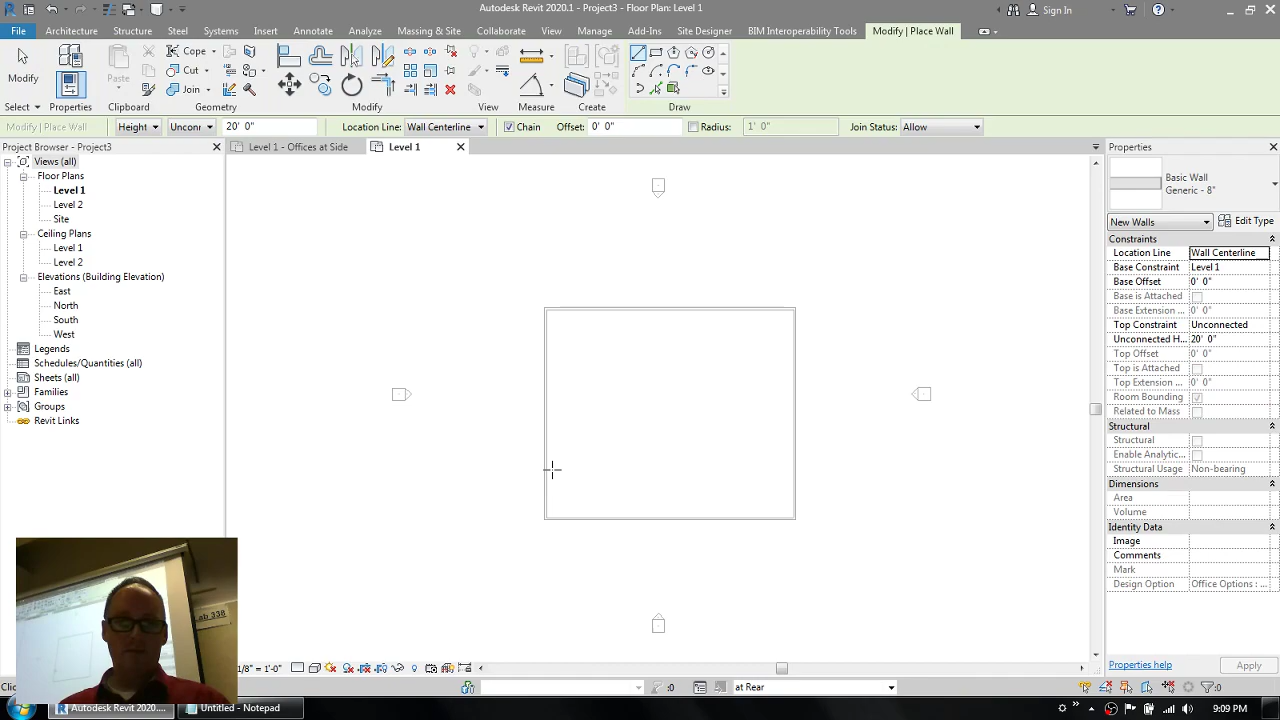 Autodesk Revit 2020.1 - Project3 - Floor Plan: Level 1
Sign In
File Architecture Structure Steel Systems Insert Annotate Analyze Massing & Site Collaborate View Manage Add-Ins Site Designer BIM Interoperability Tools Modify | Place Wall
Cope
Cut
Join
Modify Paste
Select Properties Clipboard Geometry Modify View Measure Create Draw
Modify | Place Wall Height Unconr 20' 0" Location Line: Wall Centerline Chain Offset: 0' 0" Radius: 1' 0" Join Status: Allow
Project Browser - Project3
Views (all)
Floor Plans
Level 1
Level 2
Site
Ceiling Plans
Level 1
Level 2
Elevations (Building Elevation)
East
North
South
West
Legends
Schedules/Quantities (all)
Sheets (all)
Families
Groups
Revit Links
Level 1 - Offices at Side Level 1
Properties
Basic Wall
Generic - 8"
New Walls Edit Type
Constraints
Location Line Wall Centerline
Base Constraint Level 1
Base Offset 0' 0"
Base is Attached
Base Extension ... 0' 0"
Top Constraint Unconnected
Unconnected H... 20' 0"
Top Offset 0' 0"
Top is Attached
Top Extension ... 0' 0"
Room Bounding
Related to Mass
Structural
Structural
Enable Analytic...
Structural Usage Non-bearing
Dimensions
Area
Volume
Identity Data
Image
Comments
Mark
Design Option Office Options : ...
Properties help Apply
Lab 338
1/8" = 1'-0"
Clic
:0 at Rear :0
Autodesk Revit 2020.... Untitled - Notepad 9:09 PM